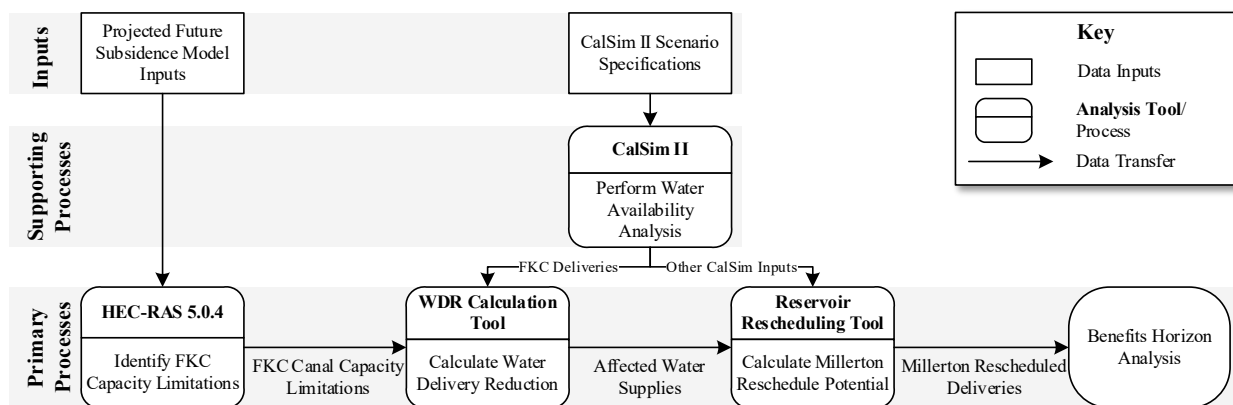 Inputs
Projected Future
Subsidence Model
Inputs
CalSim II Scenario
Specifications
Key
Data Inputs
Analysis Tool/
Process
Data Transfer
Supporting
Processes
CalSim II
Perform Water
Availability
Analysis
FKC Deliveries
Other CalSim Inputs
Primary
Processes
HEC-RAS 5.0.4
Identify FKC
Capacity Limitations
FKC Canal Capacity
Limitations
WDR Calculation
Tool
Calculate Water
Delivery Reduction
Affected Water
Supplies
Reservoir
Rescheduling Tool
Calculate Millerton
Reschedule Potential
Millerton Rescheduled
Deliveries
Benefits Horizon
Analysis